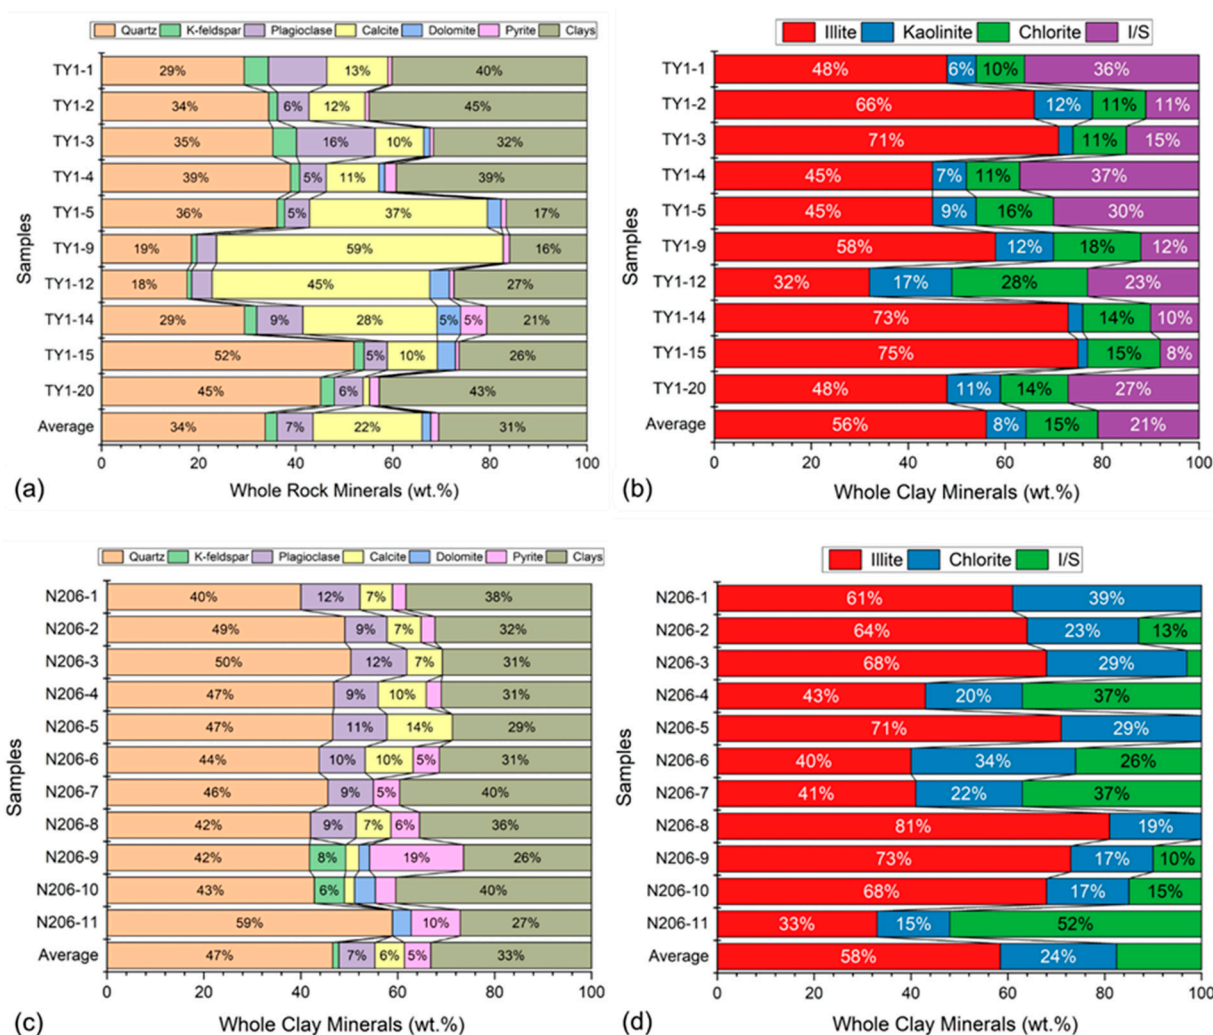 Quartz K-feldspar Plagioclase Calcite Dolomite Pyrite Clays
TY1-1 29% 13% 40%
TY1-2 34% 6% 12% 45%
TY1-3 35% 16% 10% 32%
TY1-4 39% 5% 11% 39%
TY1-5 36% 5% 37% 17%
TY1-9 19% 59% 16%
TY1-12 18% 45% 27%
TY1-14 29% 9% 28% 5% 5% 21%
TY1-15 52% 5% 10% 26%
TY1-20 45% 6% 43%
Average 34% 7% 22% 31%
Samples
0 20 40 60 80 100
(a) Whole Rock Minerals (wt.%)
Illite Kaolinite Chlorite I/S
TY1-1 48% 6% 10% 36%
TY1-2 66% 12% 11% 11%
TY1-3 71% 11% 15%
TY1-4 45% 7% 11% 37%
TY1-5 45% 9% 16% 30%
TY1-9 58% 12% 18% 12%
TY1-12 32% 17% 28% 23%
TY1-14 73% 14% 10%
TY1-15 75% 15% 8%
TY1-20 48% 11% 14% 27%
Average 56% 8% 15% 21%
Samples
0 20 40 60 80 100
(b) Whole Clay Minerals (wt.%)
Quartz K-feldspar Plagioclase Calcite Dolomite Pyrite Clays
N206-1 40% 12% 7% 38%
N206-2 49% 9% 7% 32%
N206-3 50% 12% 7% 31%
N206-4 47% 9% 10% 31%
N206-5 47% 11% 14% 29%
N206-6 44% 10% 10% 5% 31%
N206-7 46% 9% 5% 40%
N206-8 42% 9% 7% 6% 36%
N206-9 42% 8% 19% 26%
N206-10 43% 6% 40%
N206-11 59% 10% 27%
Average 47% 7% 6% 5% 33%
Samples
0 20 40 60 80 100
(c) Whole Clay Minerals (wt.%)
Illite Chlorite I/S
N206-1 61% 39%
N206-2 64% 23% 13%
N206-3 68% 29%
N206-4 43% 20% 37%
N206-5 71% 29%
N206-6 40% 34% 26%
N206-7 41% 22% 37%
N206-8 81% 19%
N206-9 73% 17% 10%
N206-10 68% 17% 15%
N206-11 33% 15% 52%
Average 58% 24%
Samples
0 20 40 60 80 100
(d) Whole Clay Minerals (wt.%)